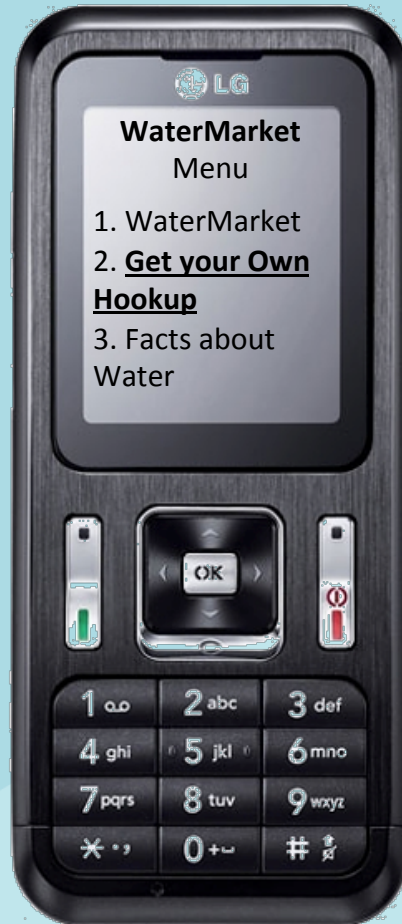 LG
WaterMarket
Menu
1. WaterMarket
2. Get your Own
Hookup
3. Facts about
Water
OK
1 2 abc 3 def
4 ghi 5 jkl 6 mno
7 pqrs 8 tuv 9 wxyz
* 0 + #